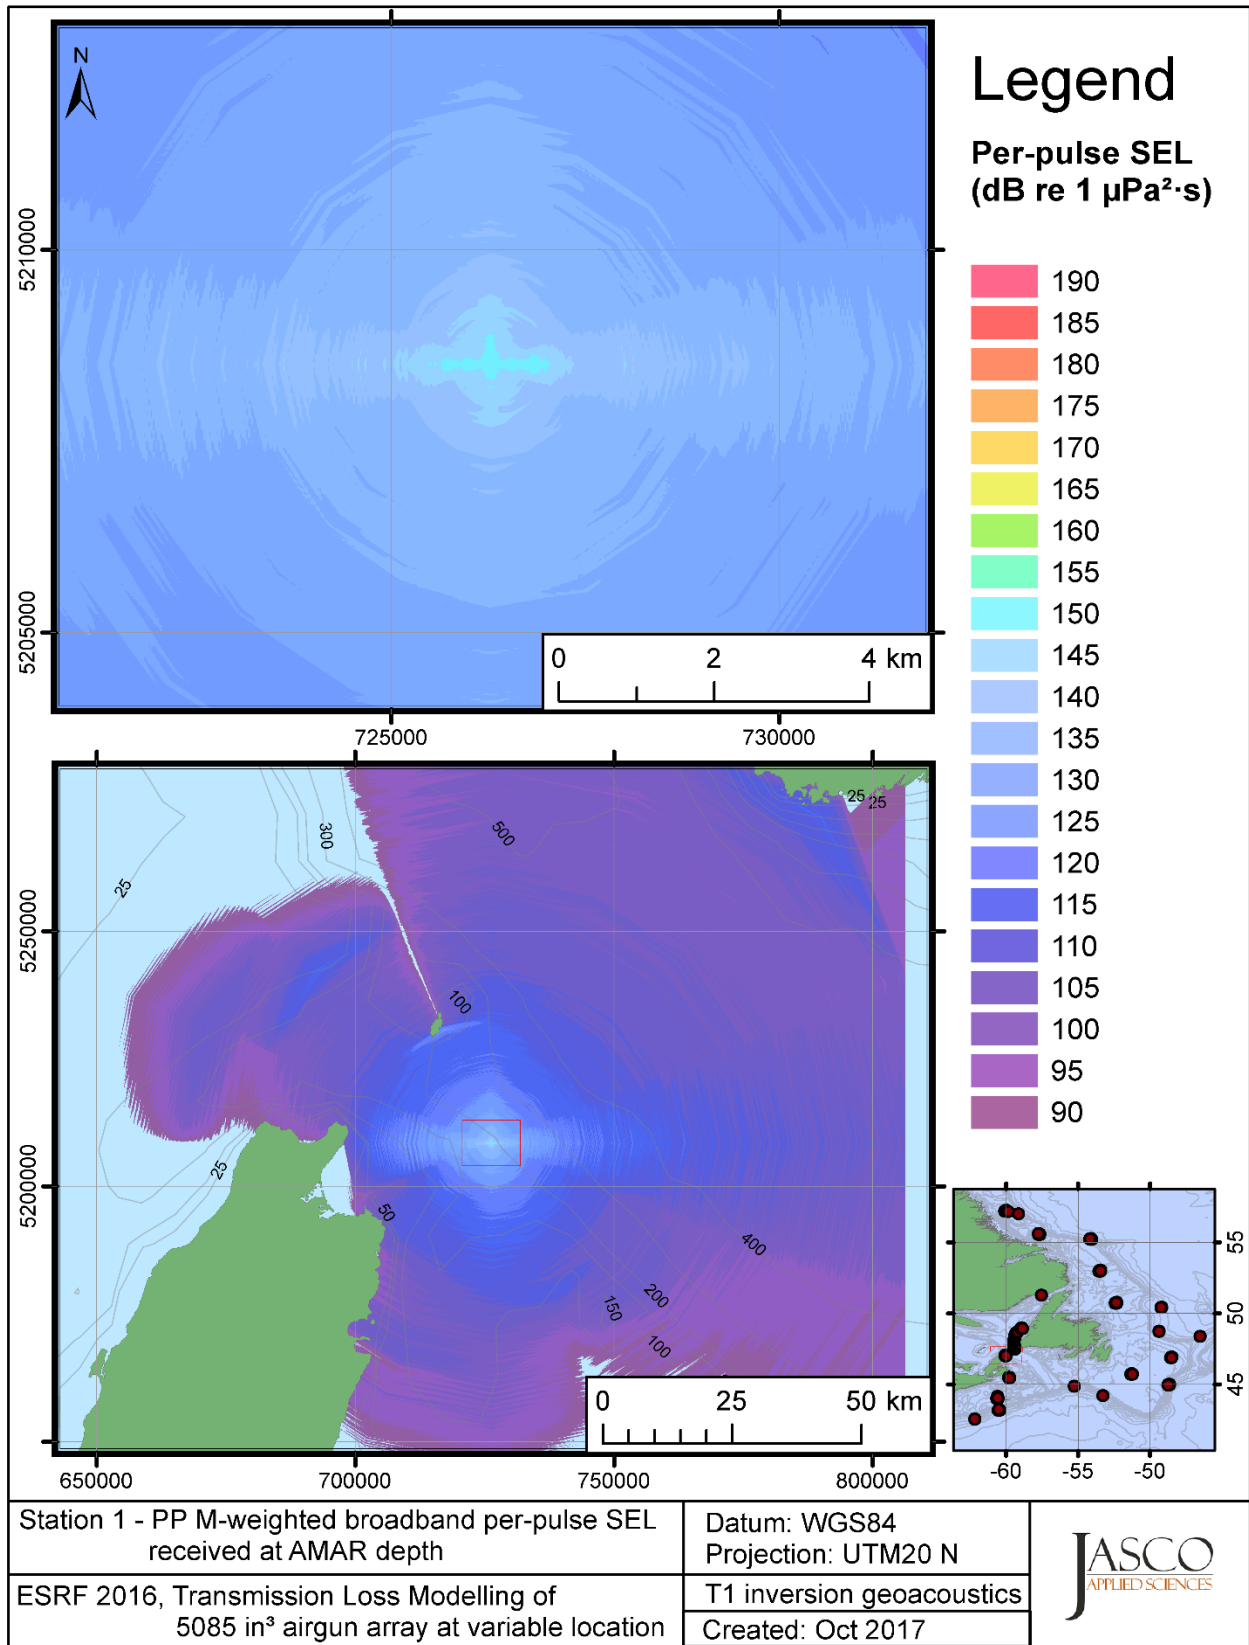 N
5210000
5205000
0 2 4 km
725000 730000
Legend
Per-pulse SEL
(dB re 1 µPa²·s)
190
185
180
175
170
165
160
155
150
145
140
135
130
125
120
115
110
105
100
95
90
25 25
500
300
25
5250000
100
25
5200000
50
400
200
150
100
0 25 50 km
650000 700000 750000 800000
55
50
45
-60 -55 -50
Station 1 - PP M-weighted broadband per-pulse SEL
received at AMAR depth
ESRF 2016, Transmission Loss Modelling of
5085 in³ airgun array at variable location
Datum: WGS84
Projection: UTM20 N
T1 inversion geoacoustics
Created: Oct 2017
JASCO
APPLIED SCIENCES